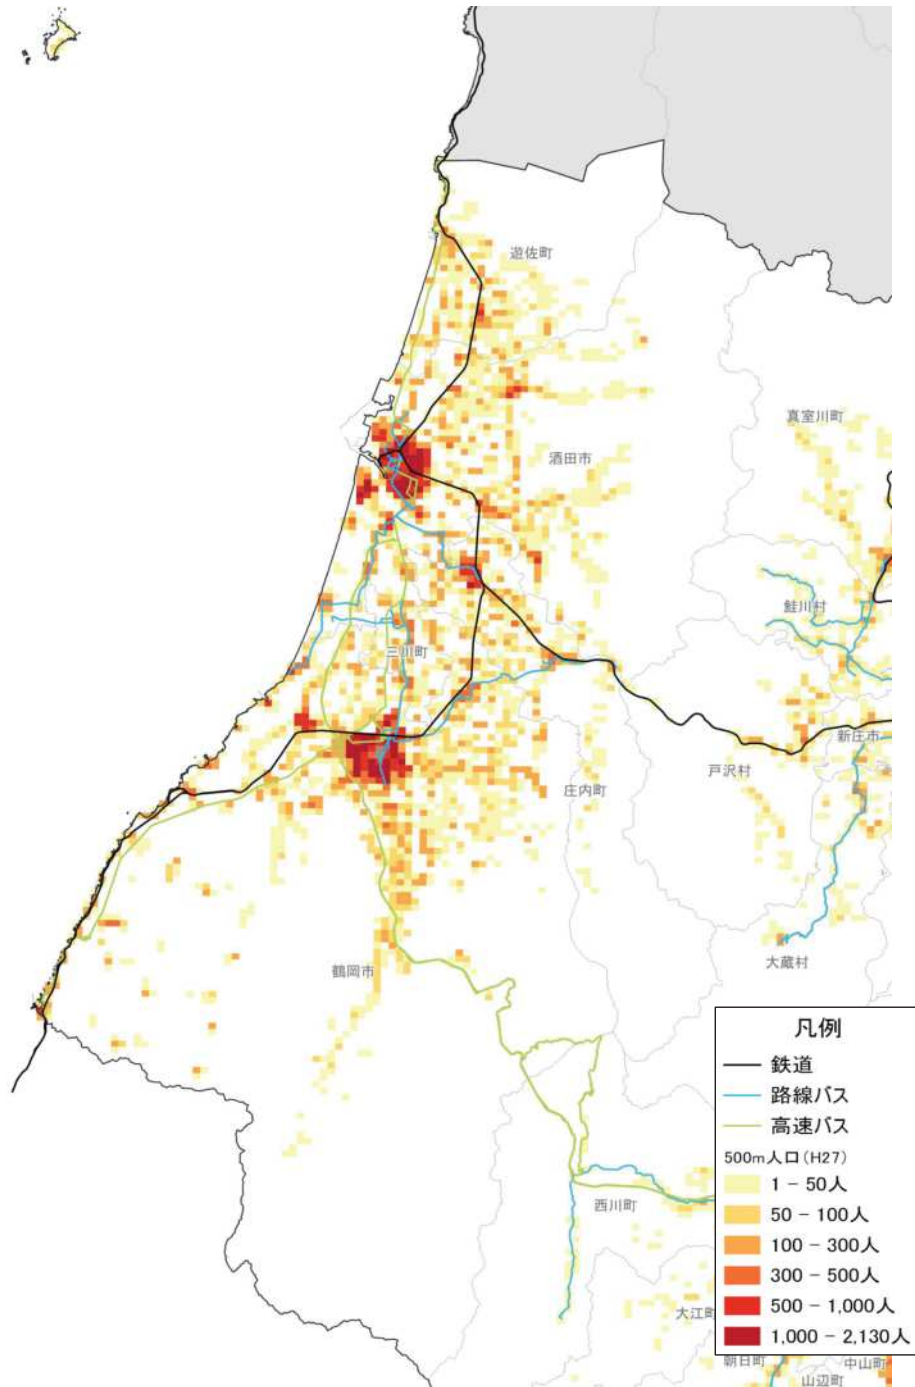 遊佐町
真室川町
酒田市
鮭川村
三川町
新庄市
戸沢村
庄内町
大蔵村
鶴岡市
西川町
大江町
朝日町
中山町
山辺町
凡例
鉄道
路線バス
高速バス
500m人口(H27)
1 − 50人
50 − 100人
100 − 300人
300 − 500人
500 − 1,000人
1,000 − 2,130人